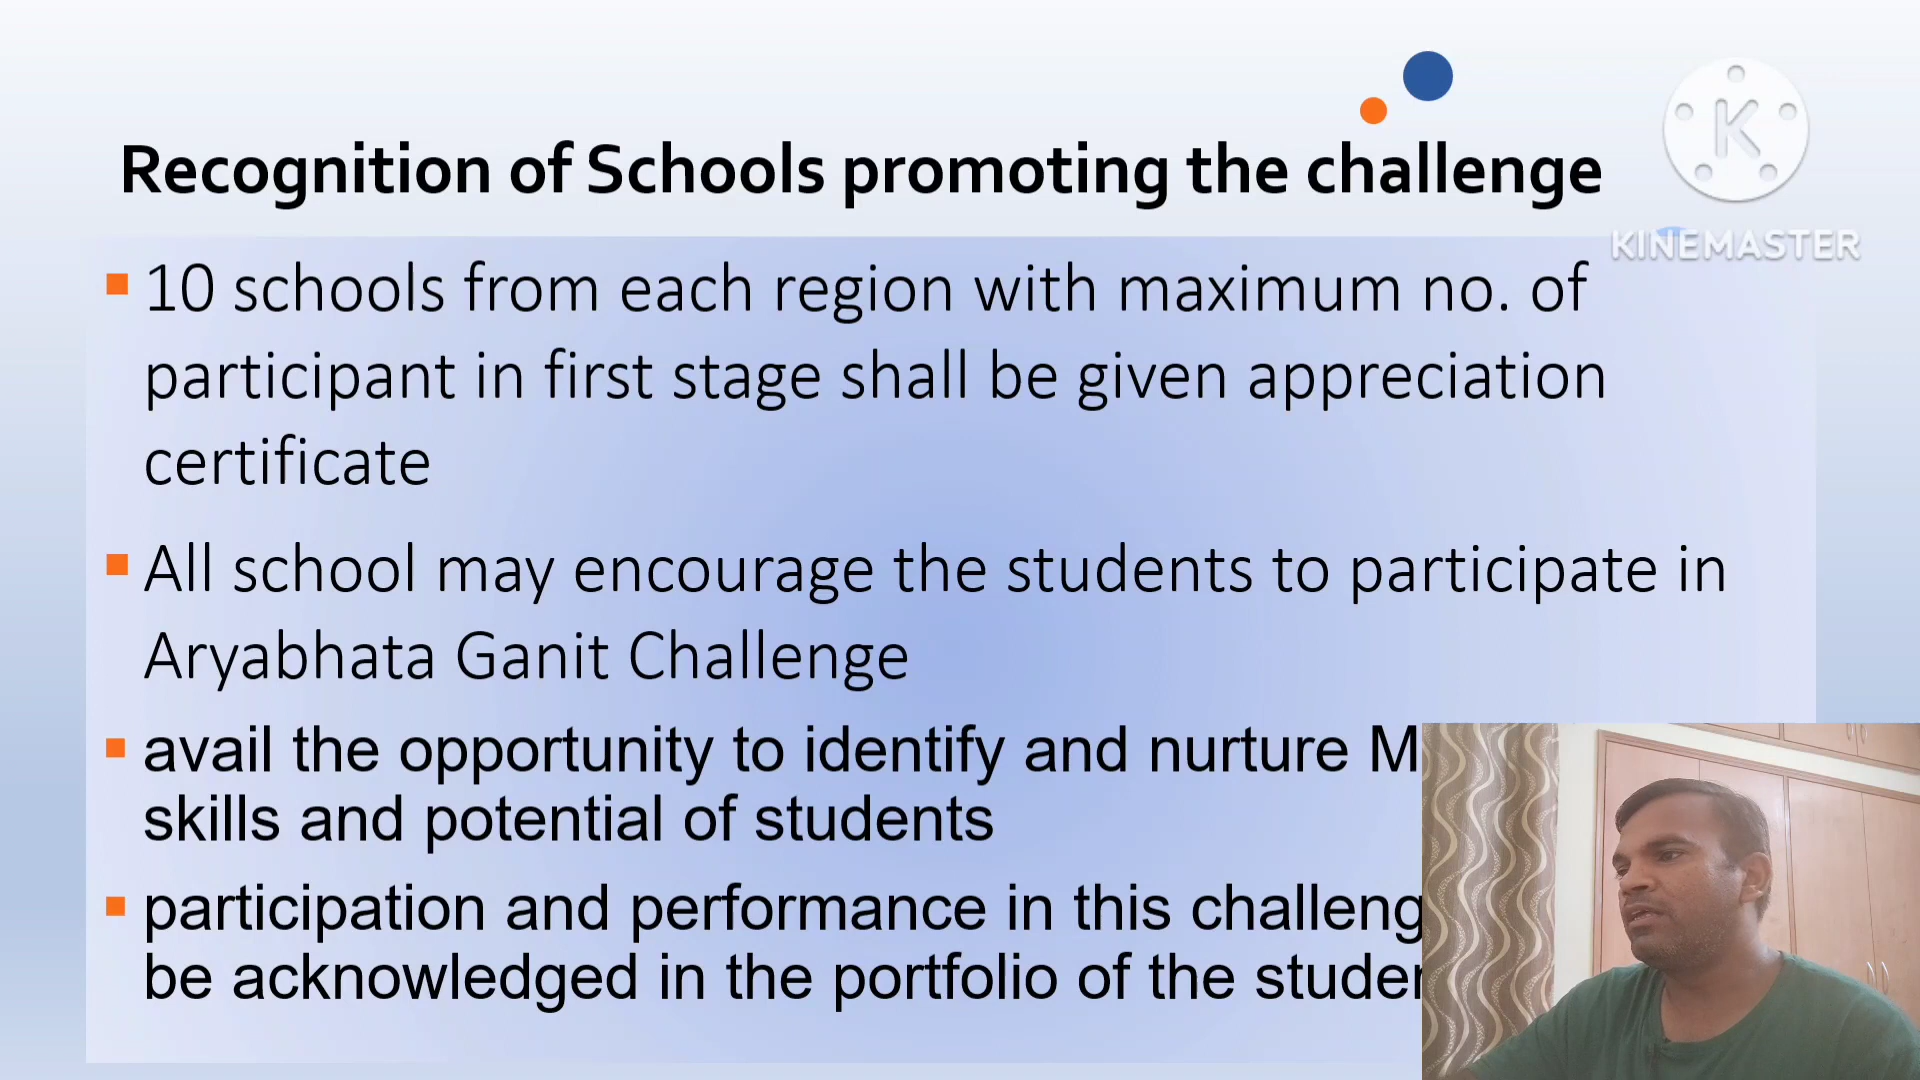 Recognition of Schools promoting the challenge
K
KINEMASTER
10 schools from each region with maximum no. of
participant in first stage shall be given appreciation
certificate
All school may encourage the students to participate in
Aryabhata Ganit Challenge
avail the opportunity to identify and nurture
skills and potential of students
participation and performance in this
be acknowledged in the portfolio of the